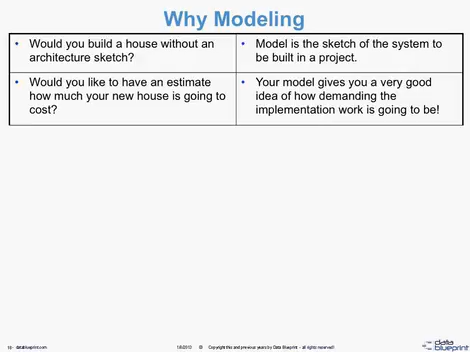 Why Modeling
• Would you build a house without an
architecture sketch?
• Model is the sketch of the system to
be built in a project.
• Would you like to have an estimate
how much your new house is going to
cost?
• Your model gives you a very good
idea of how demanding the
implementation work is going to be!
datablueprint.com
© Copyright this and previous years by Data Blueprint - all rights reserved!
data
blueprint